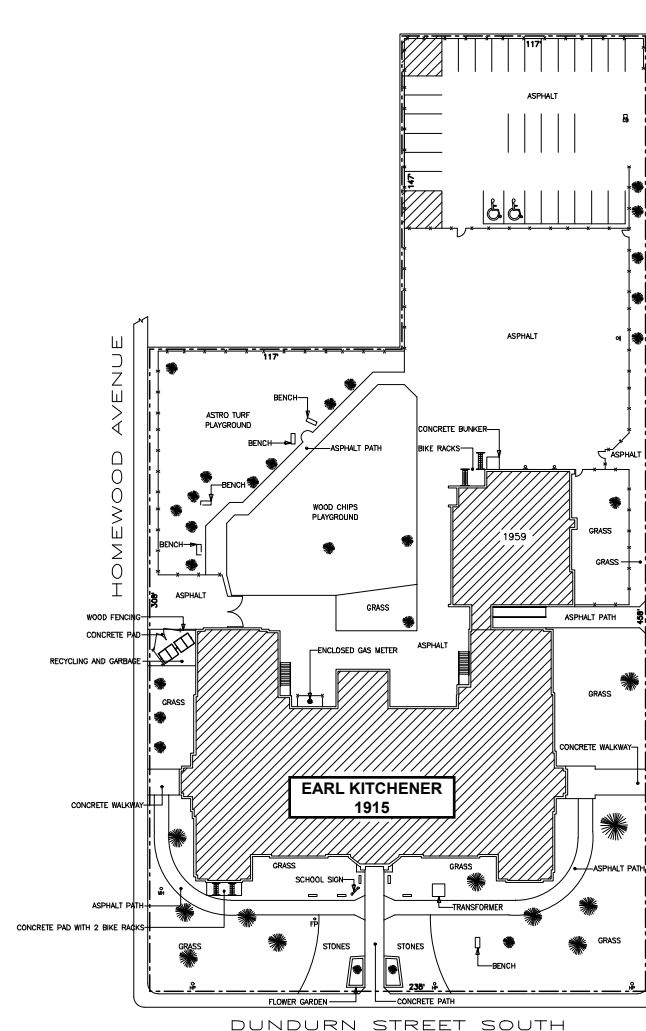 117'
ASPHALT
147'
ASPHALT
HOMEWOOD AVENUE
117'
BENCH
ASTRO TURF
PLAYGROUND
CONCRETE BUNKER
BENCH
ASPHALT PATH
BIKE RACKS
ASPHALT
BENCH
WOOD CHIPS
PLAYGROUND
1959
GRASS
BENCH
GRASS
ASPHALT
308'
GRASS
458'
WOOD FENCING
ASPHALT PATH
CONCRETE PAD
ASPHALT
ENCLOSED GAS METER
RECYCLING AND GARBAGE
GRASS
GRASS
CONCRETE WALKWAY
EARL KITCHENER
1915
CONCRETE WALKWAY
GRASS
GRASS
ASPHALT PATH
SCHOOL SIGN
ASPHALT PATH
TRANSFORMER
CONCRETE PAD WITH 2 BIKE RACKS
FP
GRASS
STONES
STONES
GRASS
BENCH
238'
FLOWER GARDEN
CONCRETE PATH
DUNDURN STREET SOUTH